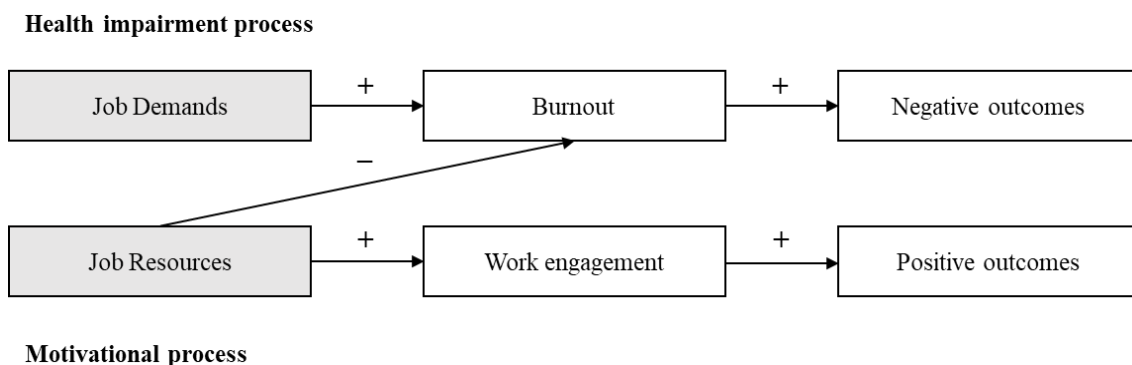 Health impairment process
Job Demands
+
Burnout
+
Negative outcomes
−
Job Resources
+
Work engagement
+
Positive outcomes
Motivational process